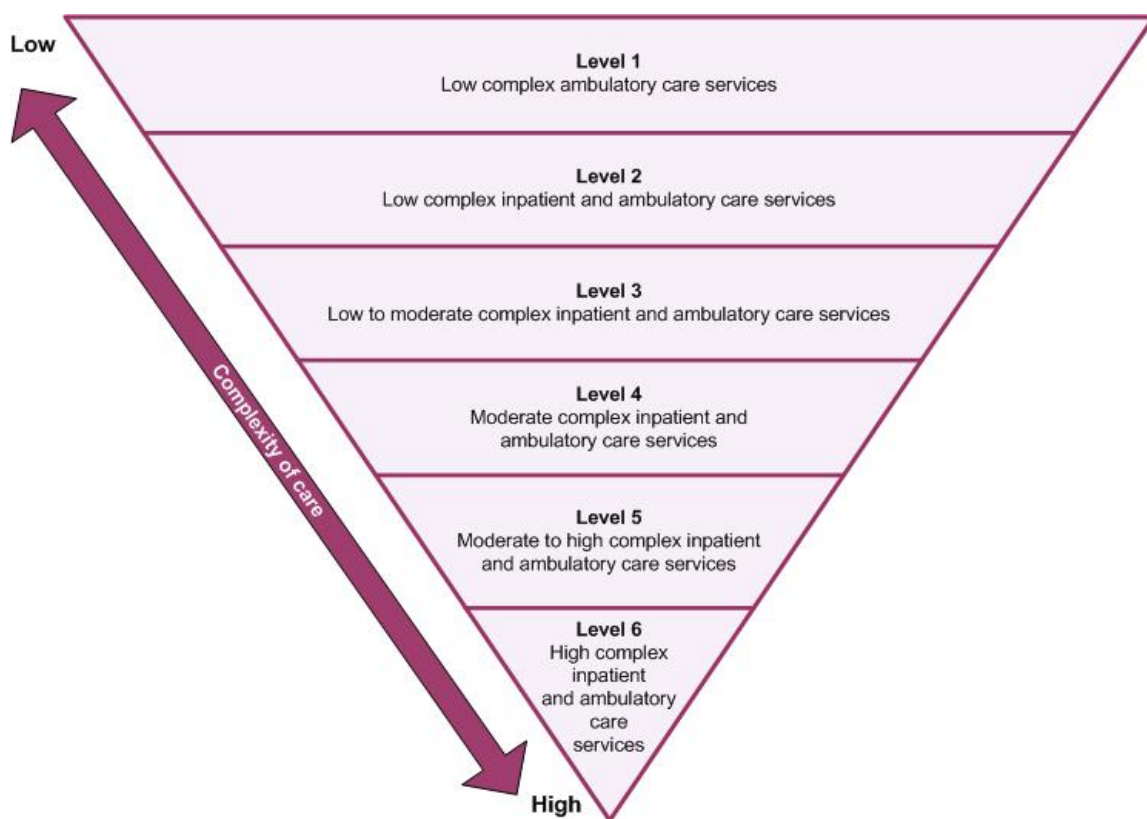 Low
Level 1
Low complex ambulatory care services
Level 2
Low complex inpatient and ambulatory care services
Level 3
Low to moderate complex inpatient and ambulatory care services
Complexity of care
Level 4
Moderate complex inpatient and
ambulatory care services
Level 5
Moderate to high complex inpatient
and ambulatory care services
Level 6
High complex
inpatient
and ambulatory
care
services
High